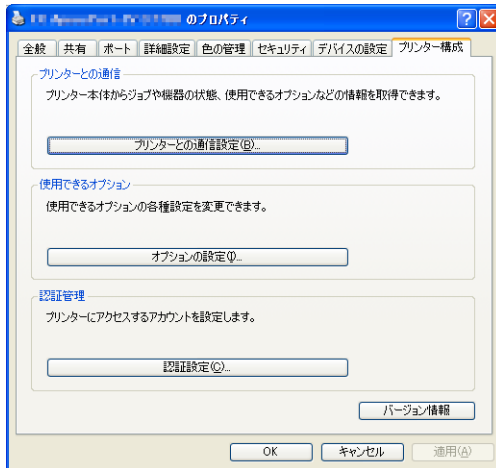 のプロパティ
全般 共有 ポート 詳細設定 色の管理 セキュリティ デバイスの設定 プリンター構成
プリンターとの通信
プリンター本体からジョブや機器の状態、使用できるオプションなどの情報を取得できます。
プリンターとの通信設定(B)...
使用できるオプション
使用できるオプションの各種設定を変更できます。
オプションの設定(I)...
認証管理
プリンターにアクセスするアカウントを設定します。
認証設定(C)...
バージョン情報
OK キャンセル 適用(A)